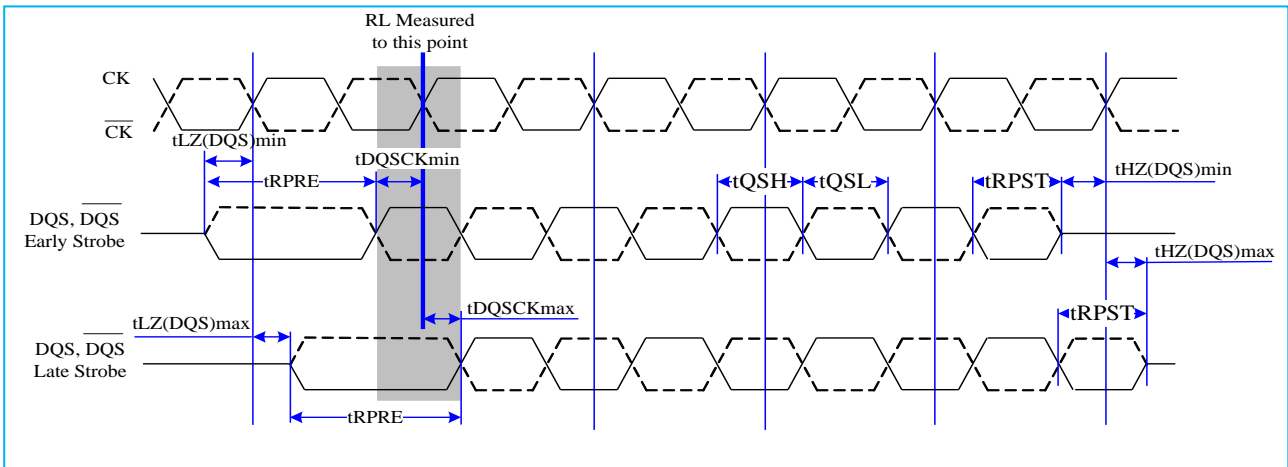 RL Measured
to this point
CK
CK
tLZ(DQS)min
tDQSCKmin
tRPRE
tQSH
tQSL
tRPST
tHZ(DQS)min
DQS, DQS
Early Strobe
tHZ(DQS)max
tDQSCKmax
tLZ(DQS)max
tRPST
DQS, DQS
Late Strobe
tRPRE